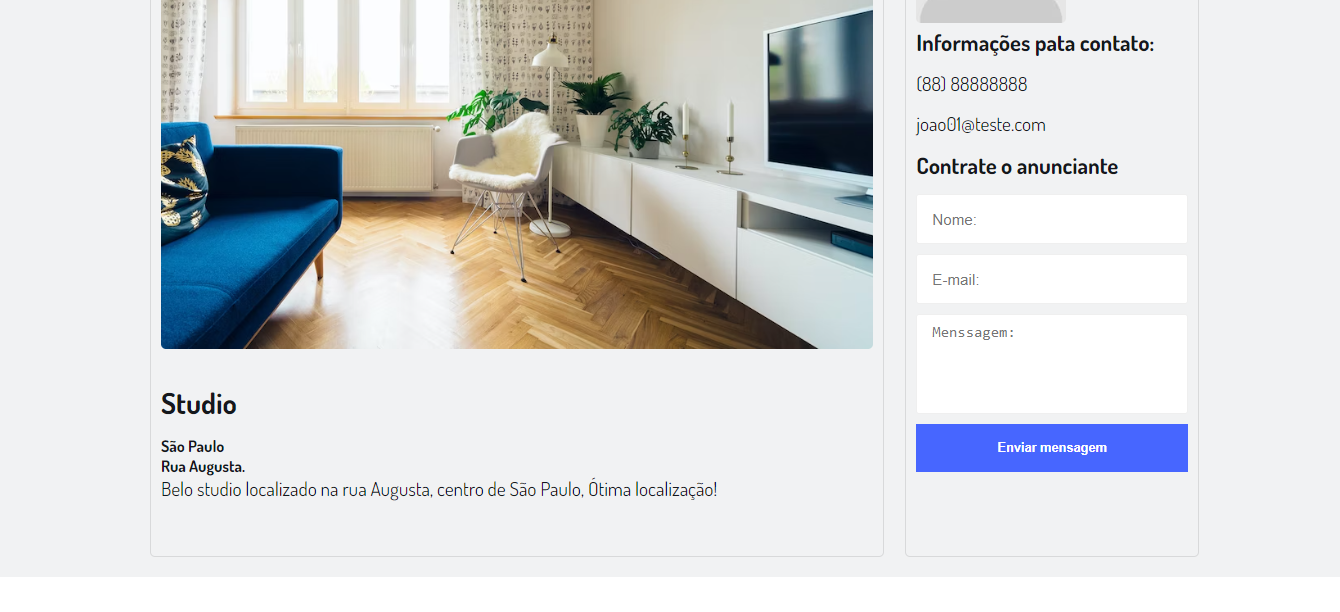 Informações pata contato:
(88) 88888888
joao01@teste.com
Contrate o anunciante
Nome:
E-mail:
Menssagem:
Enviar mensagem
Studio
São Paulo
Rua Augusta.
Belo studio localizado na rua Augusta, centro de São Paulo, Ótima localização!